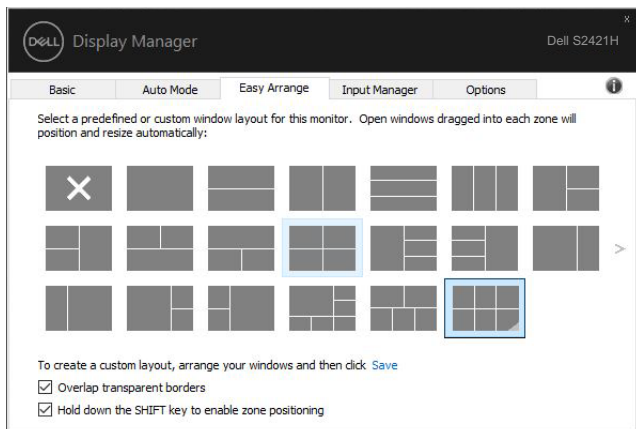 x
DELL Display Manager Dell S2421H
Basic Auto Mode Easy Arrange Input Manager Options
Select a predefined or custom window layout for this monitor. Open windows dragged into each zone will
position and resize automatically:
To create a custom layout, arrange your windows and then click Save
Overlap transparent borders
Hold down the SHIFT key to enable zone positioning